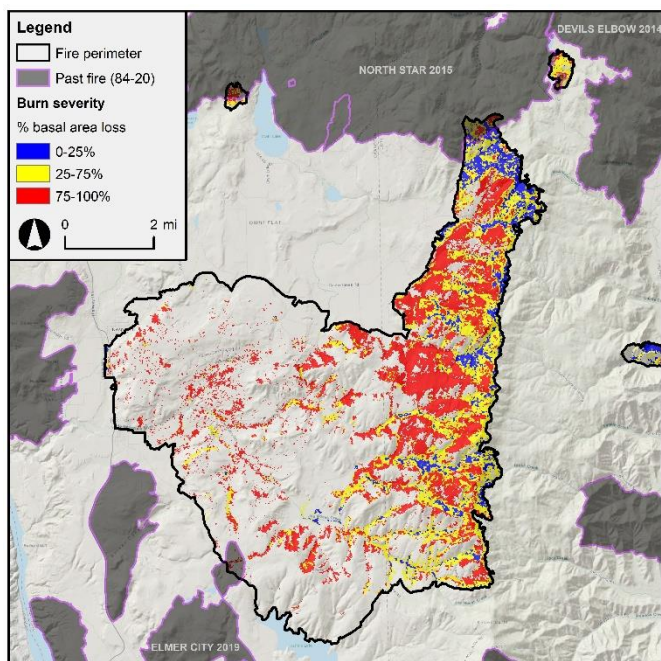 Legend
Fire perimeter
Past fire (84-20)
Burn severity
% basal area loss
0-25%
25-75%
75-100%
0 2 mi
DEVILS ELBOW 2014
NORTH STAR 2015
ELMER CITY 2019